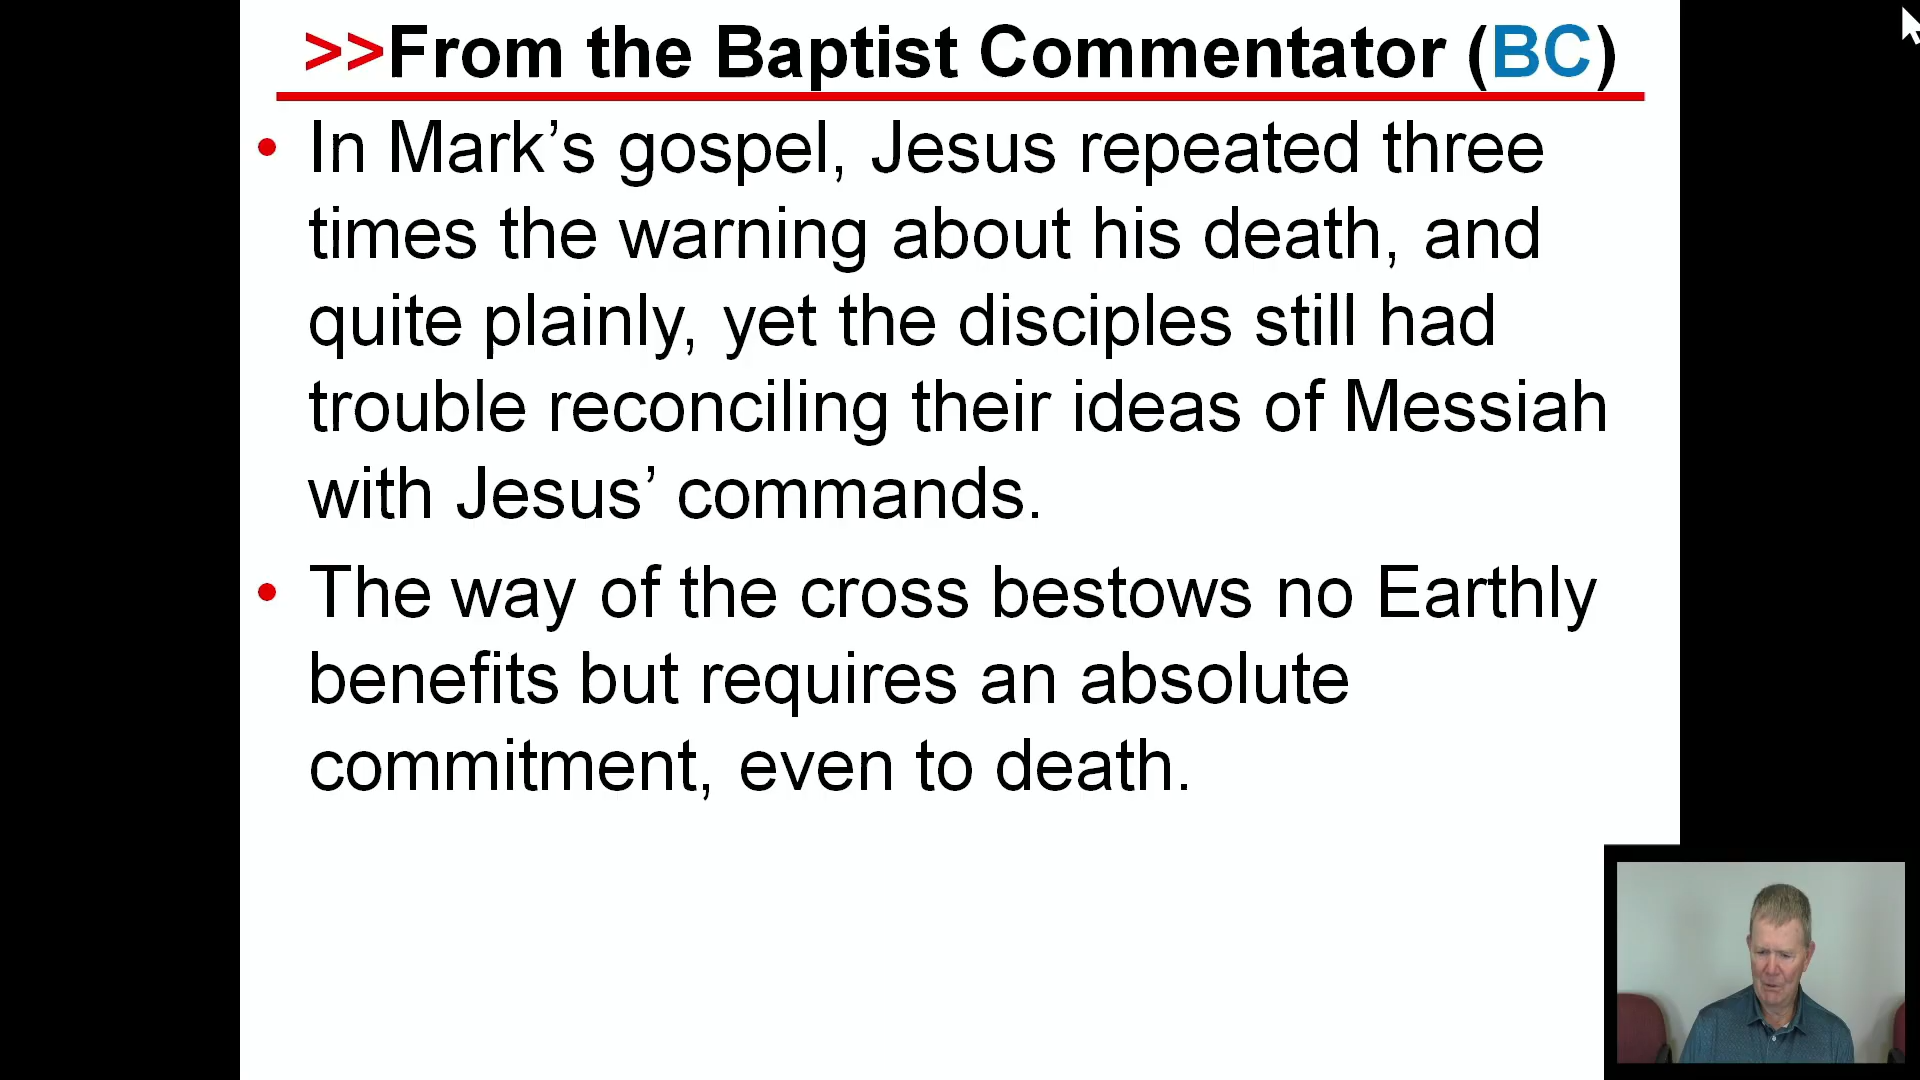 >>From the Baptist Commentator (BC)
• In Mark’s gospel, Jesus repeated three
times the warning about his death, and
quite plainly, yet the disciples still had
trouble reconciling their ideas of Messiah
with Jesus’ commands.
• The way of the cross bestows no Earthly
benefits but requires an absolute
commitment, even to death.